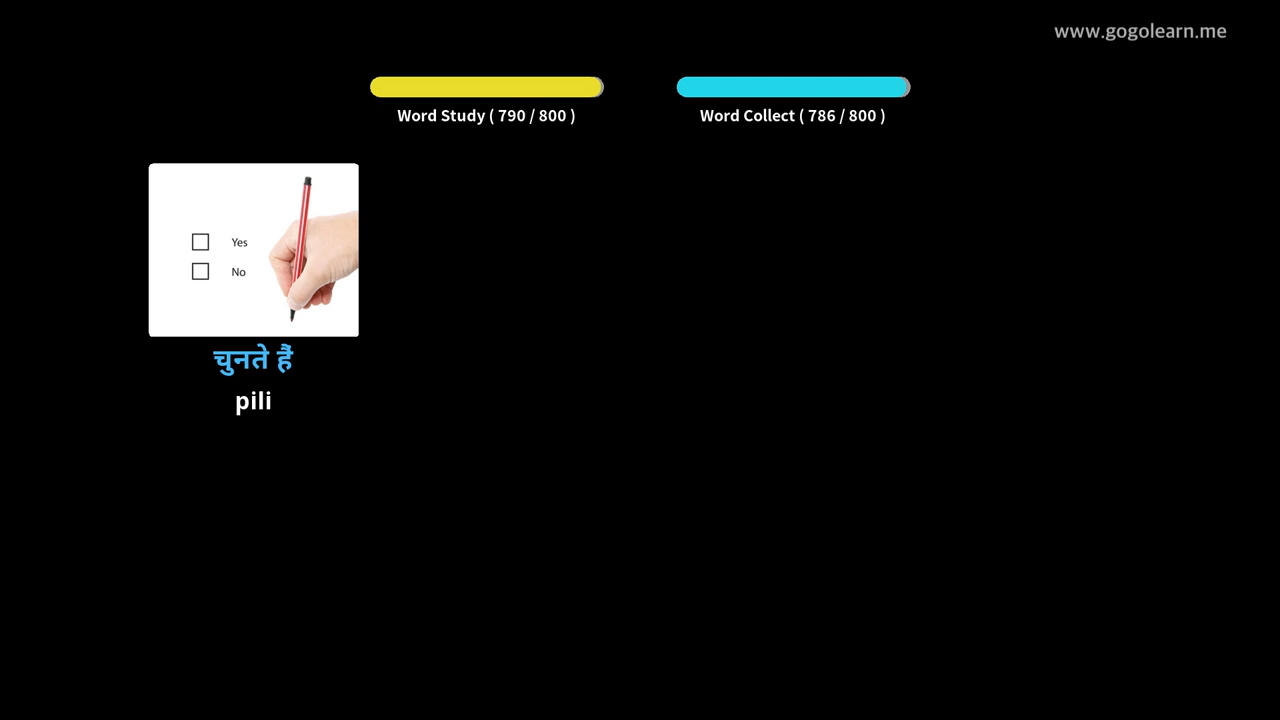 www.gogolearn.me
Word Study ( 790 / 800 )
Word Collect ( 786 / 800 )
Yes
No
चुनते हैं
pili